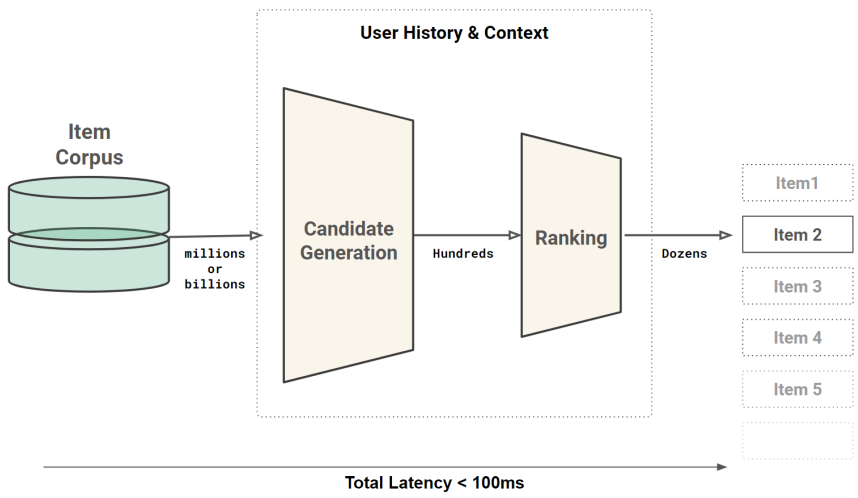 User History & Context
Item
Corpus
millions
or
billions
Candidate
Generation
Hundreds
Ranking
Dozens
Item1
Item 2
Item 3
Item 4
Item 5
Total Latency < 100ms